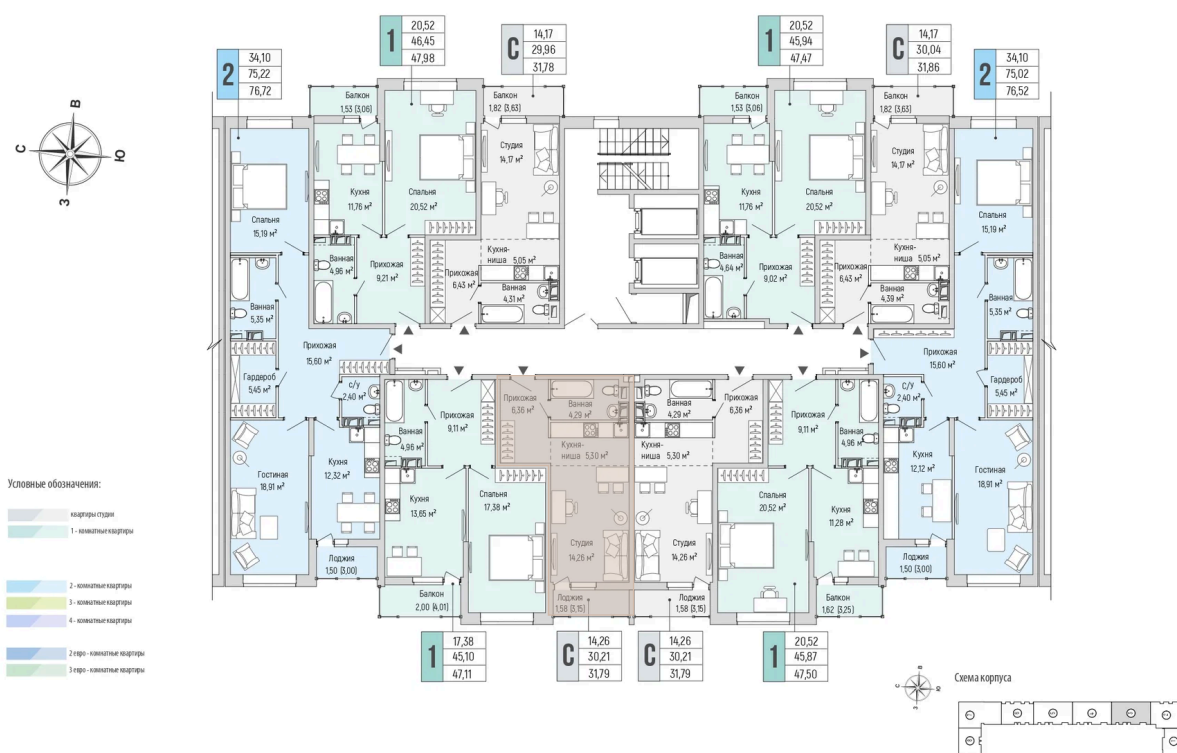 20,52
1 46,45
47,98
14,17
С 29,96
31,78
20,52
1 45,94
47,47
14,17
С 30,04
31,86
34,10
2 75,22
76,72
34,10
2 75,02
76,52
В
С
Ю
З
Балкон
1,53 (3,06)
Балкон
1,82 (3,63)
Балкон
1,53 (3,06)
Балкон
1,82 (3,63)
Спальня
15,19 м²
Кухня
11,76 м²
Спальня
20,52 м²
Студия
14,17 м²
Кухня
11,76 м²
Спальня
20,52 м²
Студия
14,17 м²
Спальня
15,19 м²
Ванная
4,96 м²
Прихожая
9,21 м²
Прихожая
6,43 м²
Кухня-
ниша 5,05 м²
Ванная
4,31 м²
Ванная
4,64 м²
Прихожая
9,02 м²
Прихожая
6,43 м²
Кухня-
ниша 5,05 м²
Ванная
4,39 м²
Ванная
5,35 м²
Ванная
5,35 м²
Прихожая
15,60 м²
Прихожая
15,60 м²
Гардероб
5,45 м²
с/у
2,40 м²
Ванная
4,96 м²
Прихожая
9,11 м²
Прихожая
6,36 м²
Ванная
4,29 м²
Кухня-
ниша 5,30 м²
Ванная
4,29 м²
Прихожая
6,36 м²
Кухня-
ниша 5,30 м²
Прихожая
9,11 м²
Ванная
4,96 м²
с/у
2,40 м²
Гардероб
5,45 м²
Гостиная
18,91 м²
Кухня
12,32 м²
Кухня
13,65 м²
Спальня
17,38 м²
Студия
14,26 м²
Студия
14,26 м²
Спальня
20,52 м²
Кухня
11,28 м²
Кухня
12,12 м²
Гостиная
18,91 м²
Лоджия
1,50 (3,00)
Балкон
2,00 (4,01)
Лоджия
1,58 (3,15)
Лоджия
1,58 (3,15)
Балкон
1,62 (3,25)
Лоджия
1,50 (3,00)
17,38
1 45,10
47,11
14,26
С 30,21
31,79
14,26
С 30,21
31,79
20,52
1 45,87
47,50
Условные обозначения:
квартиры студии
1 - комнатные квартиры
2 - комнатные квартиры
3 - комнатные квартиры
4 - комнатные квартиры
2 евро - комнатные квартиры
3 евро - комнатные квартиры
В
С
Ю
З
Схема корпуса